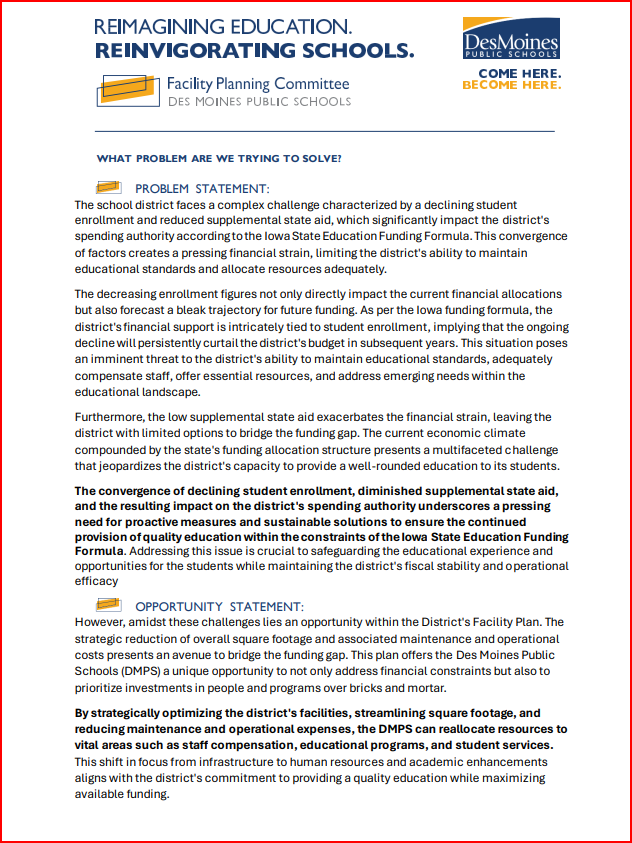 REIMAGINING EDUCATION.
REINVIGORATING SCHOOLS.
DesMoines
PUBLIC SCHOOLS
COME HERE.
BECOME HERE.
Facility Planning Committee
DES MOINES PUBLIC SCHOOLS
WHAT PROBLEM ARE WE TRYING TO SOLVE?
PROBLEM STATEMENT:
The school district faces a complex challenge characterized by a declining student
enrollment and reduced supplemental state aid, which significantly impact the district's
spending authority according to the Iowa State Education Funding Formula. This convergence
of factors creates a pressing financial strain, limiting the district's ability to maintain
educational standards and allocate resources adequately.
The decreasing enrollment figures not only directly impact the current financial allocations
but also forecast a bleak trajectory for future funding. As per the Iowa funding formula, the
district's financial support is intricately tied to student enrollment, implying that the ongoing
decline will persistently curtail the district's budget in subsequent years. This situation poses
an imminent threat to the district's ability to maintain educational standards, adequately
compensate staff, offer essential resources, and address emerging needs within the
educational landscape.
Furthermore, the low supplemental state aid exacerbates the financial strain, leaving the
district with limited options to bridge the funding gap. The current economic climate
compounded by the state's funding allocation structure presents a multifaceted challenge
that jeopardizes the district's capacity to provide a well-rounded education to its students.
The convergence of declining student enrollment, diminished supplemental state aid,
and the resulting impact on the district's spending authority underscores a pressing
need for proactive measures and sustainable solutions to ensure the continued
provision of quality education within the constraints of the Iowa State Education Funding
Formula. Addressing this issue is crucial to safeguarding the educational experience and
opportunities for the students while maintaining the district's fiscal stability and operational
efficacy
OPPORTUNITY STATEMENT:
However, amidst these challenges lies an opportunity within the District's Facility Plan. The
strategic reduction of overall square footage and associated maintenance and operational
costs presents an avenue to bridge the funding gap. This plan offers the Des Moines Public
Schools (DMPS) a unique opportunity to not only address financial constraints but also to
prioritize investments in people and programs over bricks and mortar.
By strategically optimizing the district's facilities, streamlining square footage, and
reducing maintenance and operational expenses, the DMPS can reallocate resources to
vital areas such as staff compensation, educational programs, and student services.
This shift in focus from infrastructure to human resources and academic enhancements
aligns with the district's commitment to providing a quality education while maximizing
available funding.